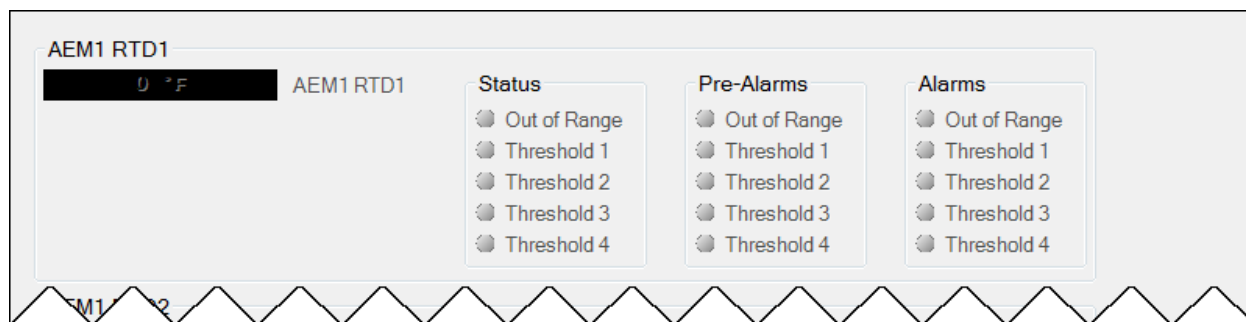 AEM1 RTD1
0 °F
AEM1 RTD1
Status
Out of Range
Threshold 1
Threshold 2
Threshold 3
Threshold 4
Pre-Alarms
Out of Range
Threshold 1
Threshold 2
Threshold 3
Threshold 4
Alarms
Out of Range
Threshold 1
Threshold 2
Threshold 3
Threshold 4